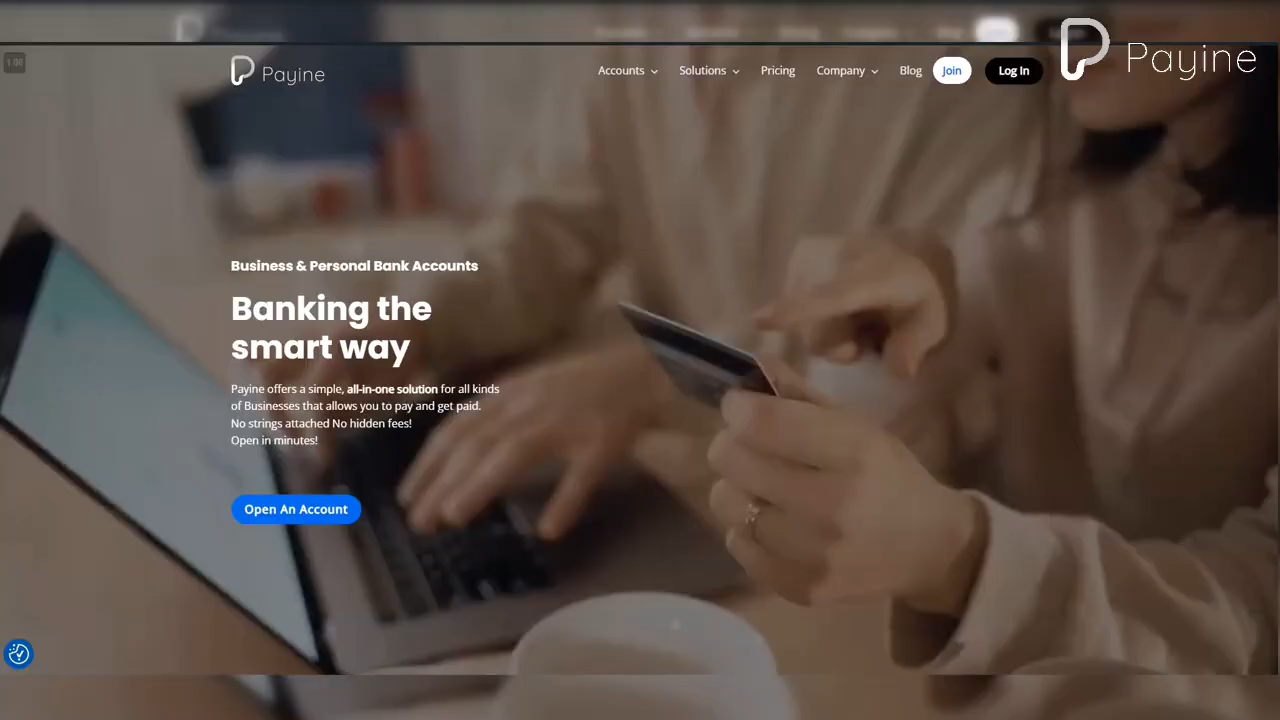 1.00
Payine
Accounts
Solutions
Pricing
Company
Blog
Join
Log In
Payine
Business & Personal Bank Accounts
Banking the
smart way
Payine offers a simple, all-in-one solution for all kinds
of Businesses that allows you to pay and get paid.
No strings attached No hidden fees!
Open in minutes!
Open An Account